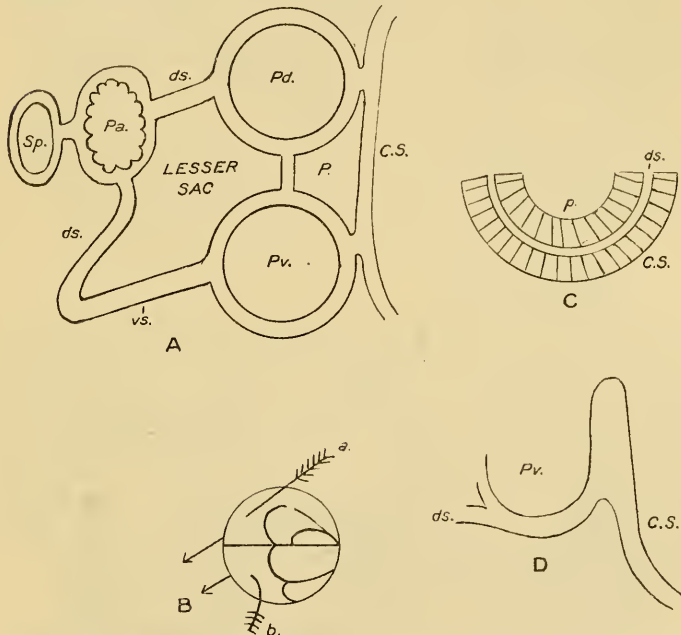 ds.
Pd.
Sp.
Pa.
C.S.
LESSER
SAC
P.
ds.
Pv.
vs.
A
ds.
p.
C.S.
C
a.
B
b.
Pv.
ds.
C.S.
D